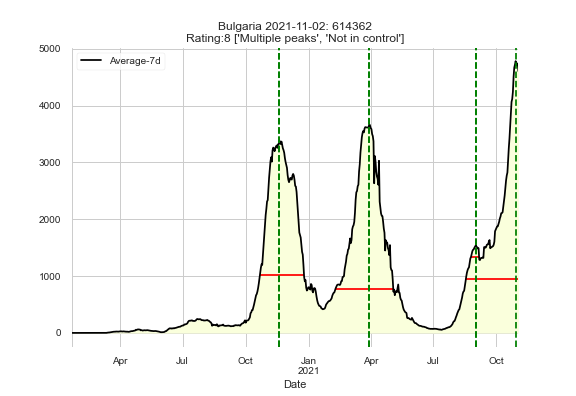 Bulgaria 2021-11-02: 614362
Rating:8 ['Multiple peaks', 'Not in control']
Average-7d
5000
4000
3000
2000
1000
0
Apr Jul Oct Jan Apr Jul Oct
2021
Date